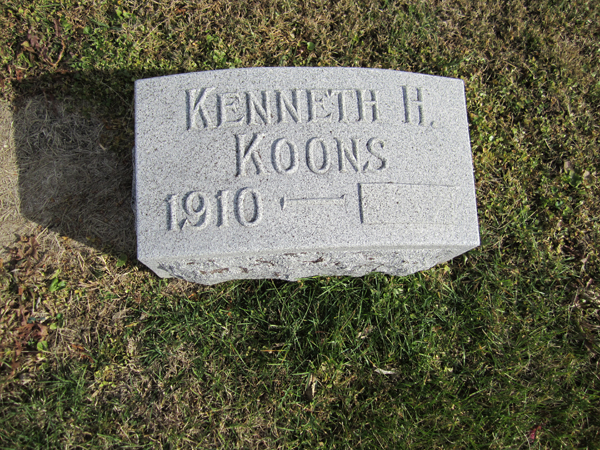 KENNETH H.
KOONS
1910 —